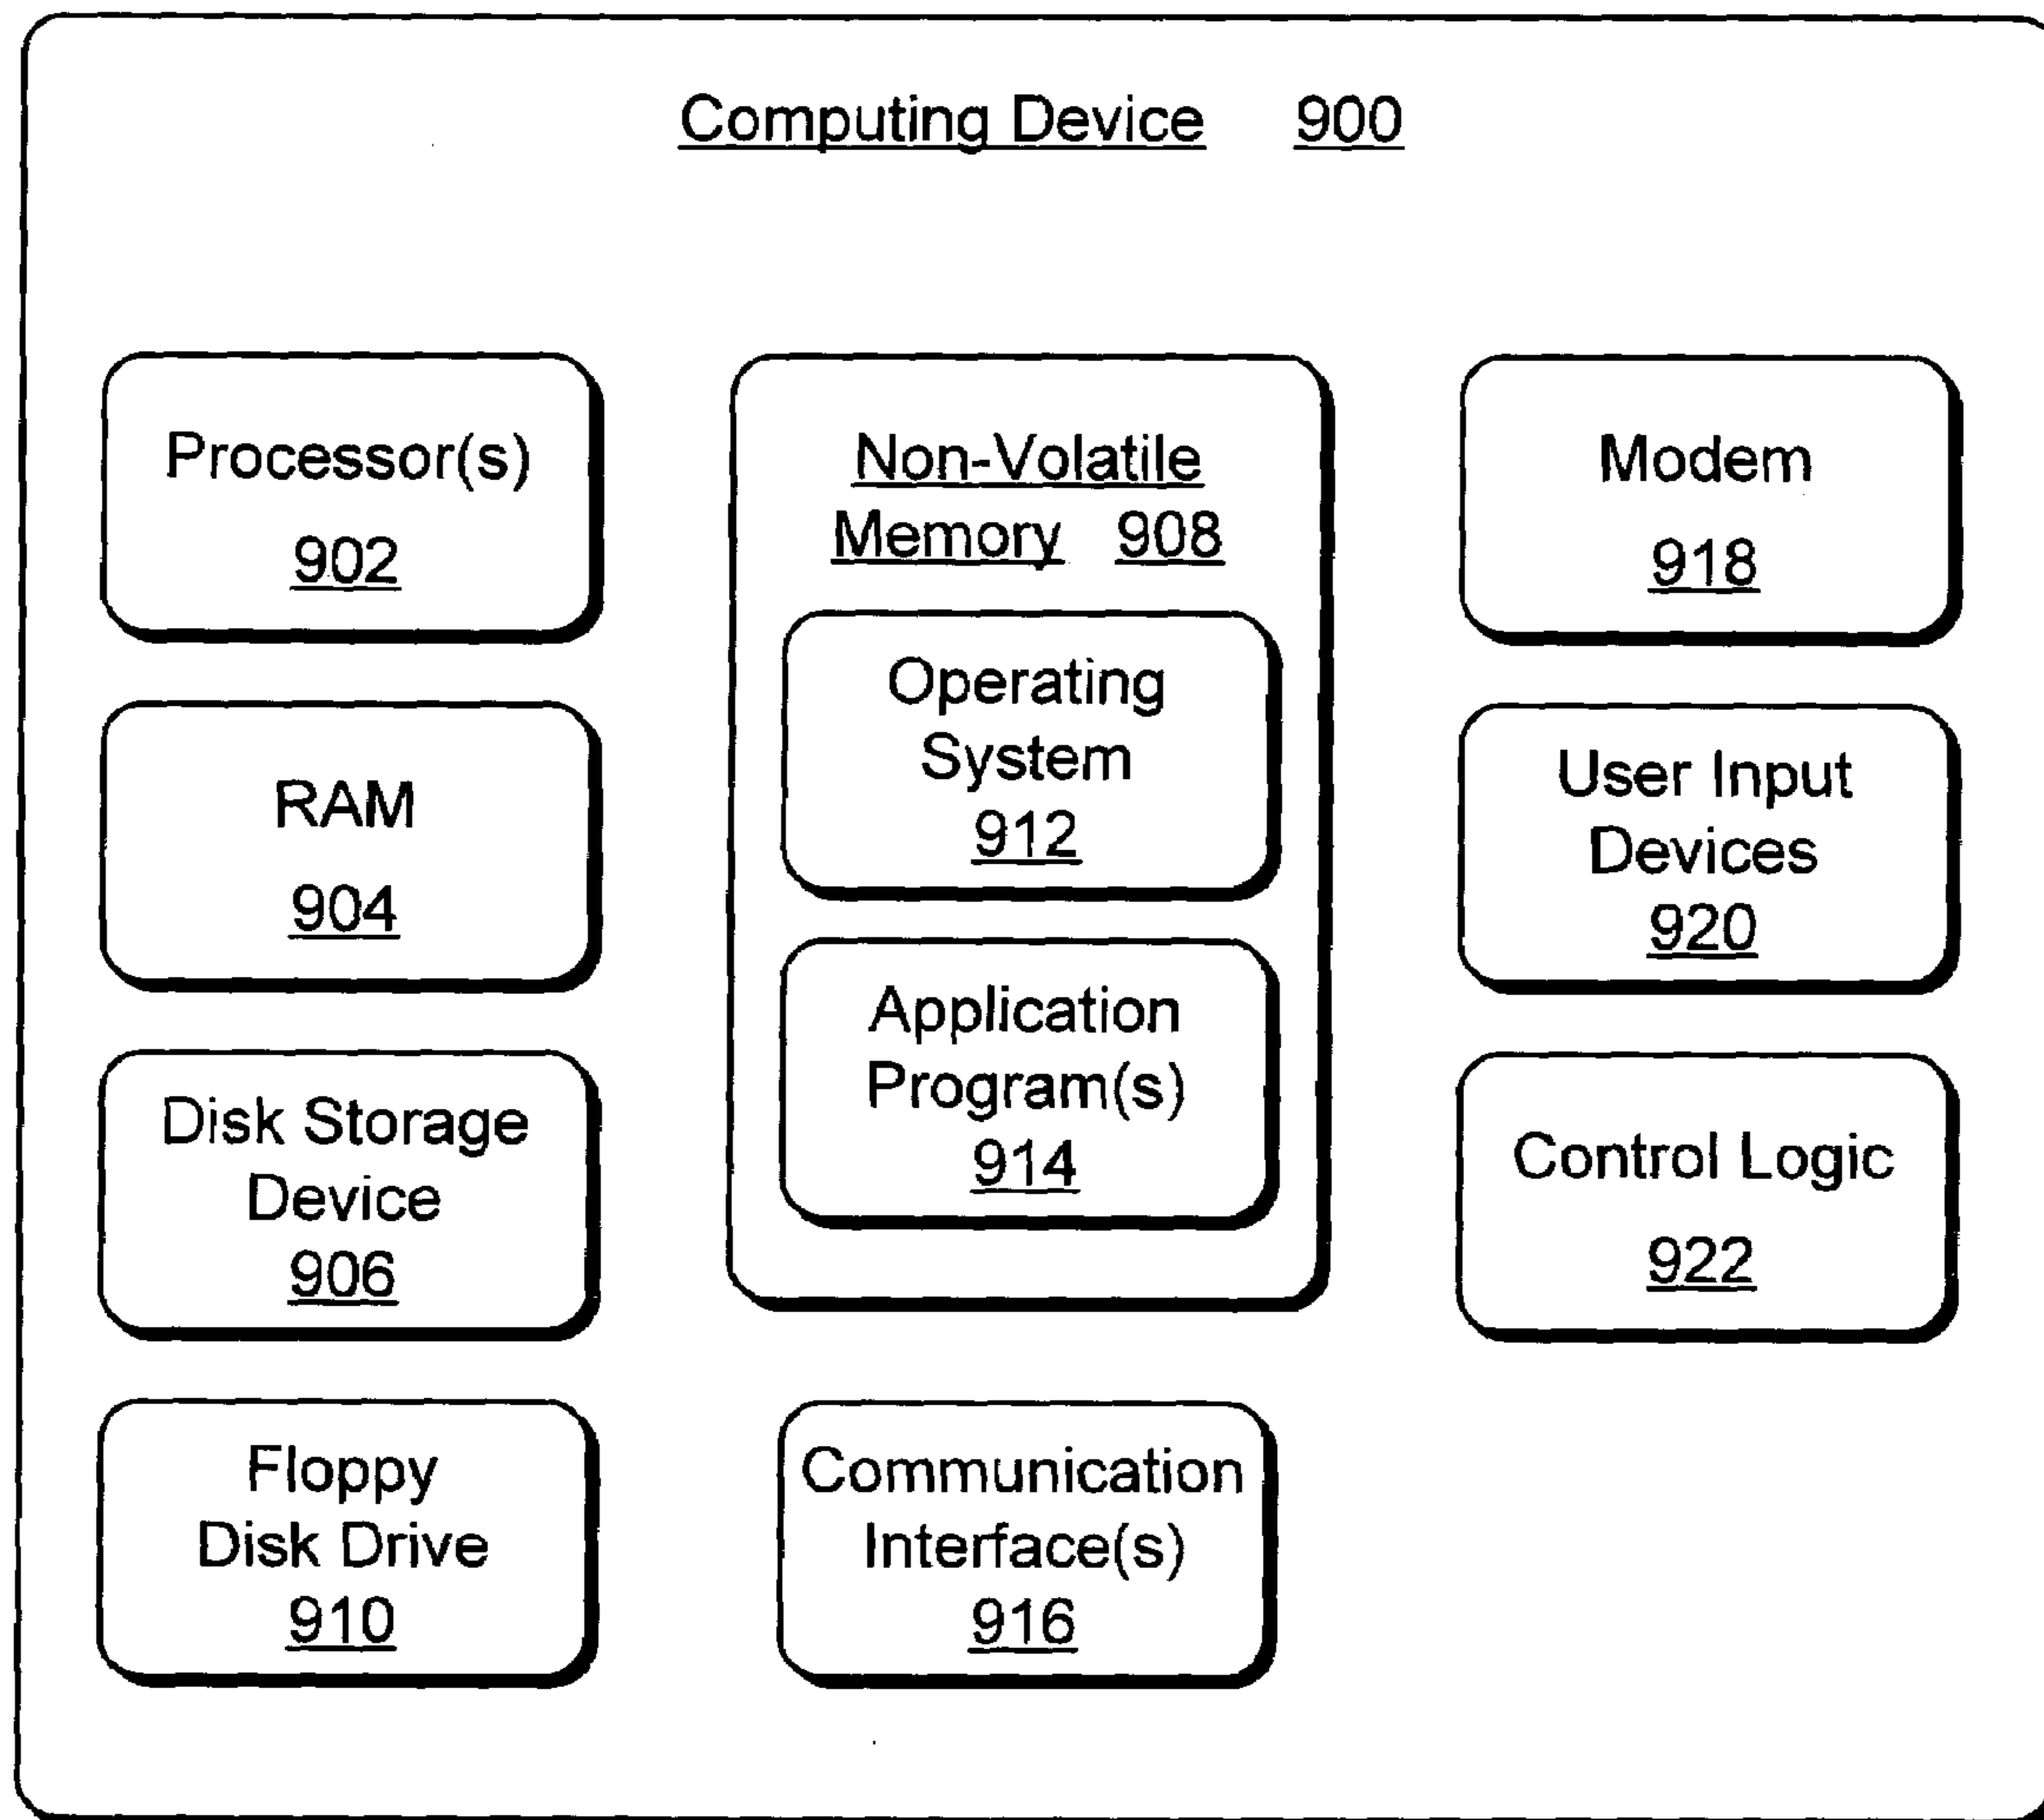 Computing Device 900
Processor(s)
902
RAM
904
Disk Storage
Device
906
Floppy
Disk Drive
910
Non-Volatile
Memory 908
Operating
System
912
Application
Program(s)
914
Communication
Interface(s)
916
Modem
918
User Input
Devices
920
Control Logic
922